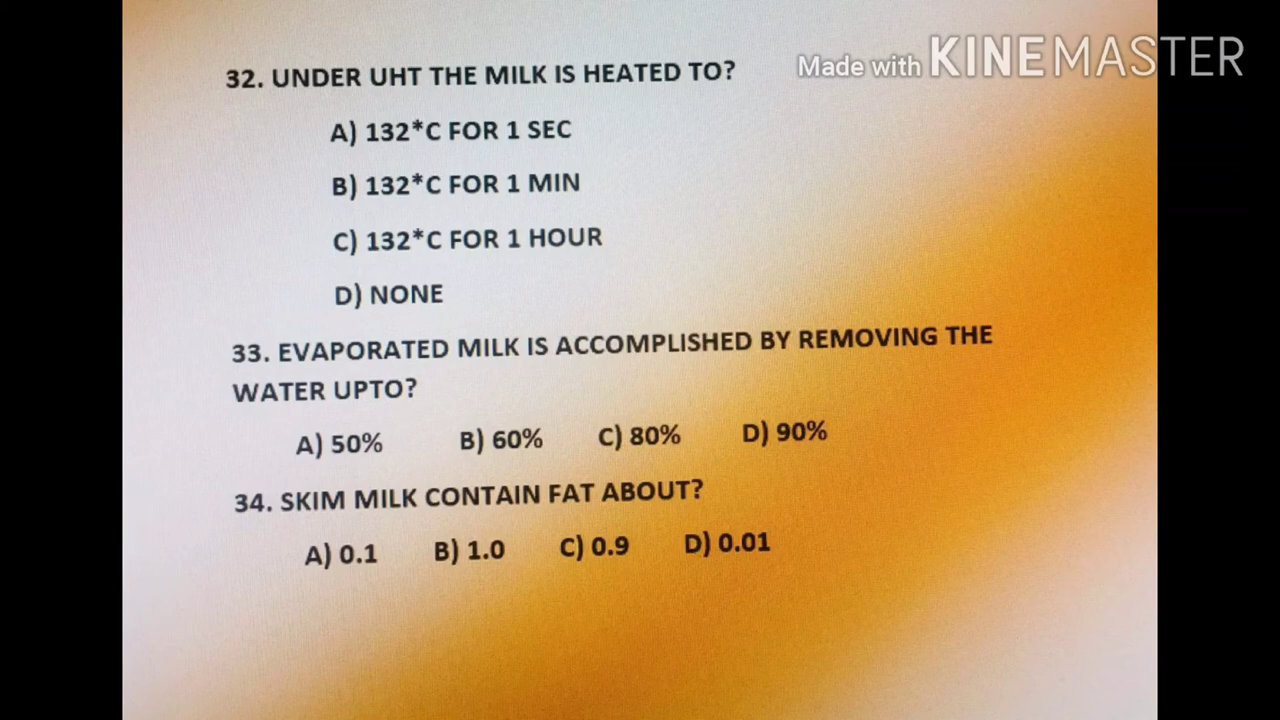 Made with KINEMASTER
32. UNDER UHT THE MILK IS HEATED TO?
A) 132*C FOR 1 SEC
B) 132*C FOR 1 MIN
C) 132*C FOR 1 HOUR
D) NONE
33. EVAPORATED MILK IS ACCOMPLISHED BY REMOVING THE
WATER UPTO?
A) 50% B) 60% C) 80% D) 90%
34. SKIM MILK CONTAIN FAT ABOUT?
A) 0.1 B) 1.0 C) 0.9 D) 0.01